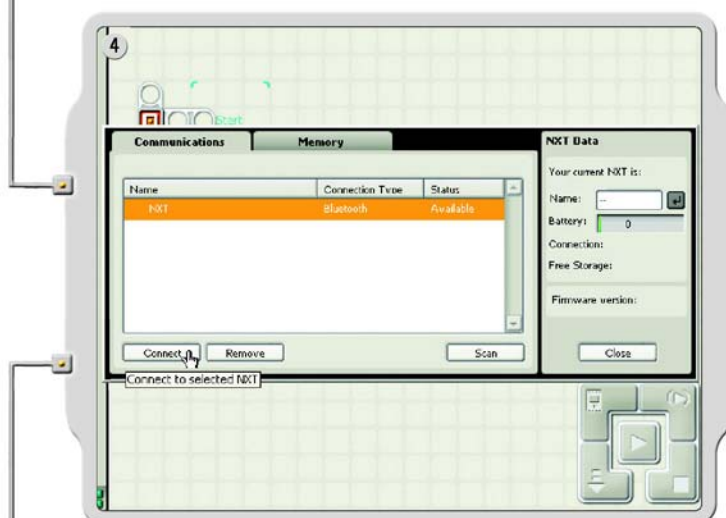 4
Start
Communications
Memory
Name
Connection Type
Status
NXT
Bluetooth
Available
Connect
Remove
Scan
Connect to selected NXT
NXT Data
Your current NXT is:
Name: --
Battery: 0
Connection:
Free Storage:
Firmware version:
Close